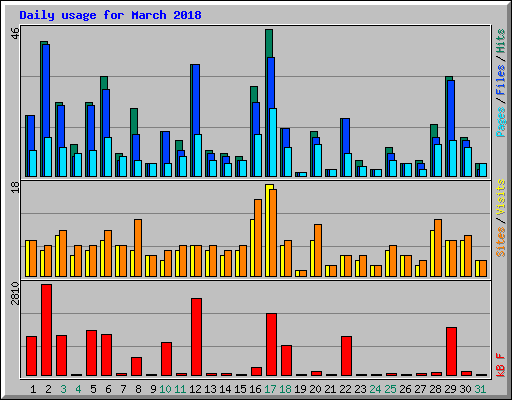 Daily usage for March 2018
46
Pages / Files / Hits
18
Sites / Visits
2810
kB F
1 2 3 4 5 6 7 8 9 10 11 12 13 14 15 16 17 18 19 20 21 22 23 24 25 26 27 28 29 30 31